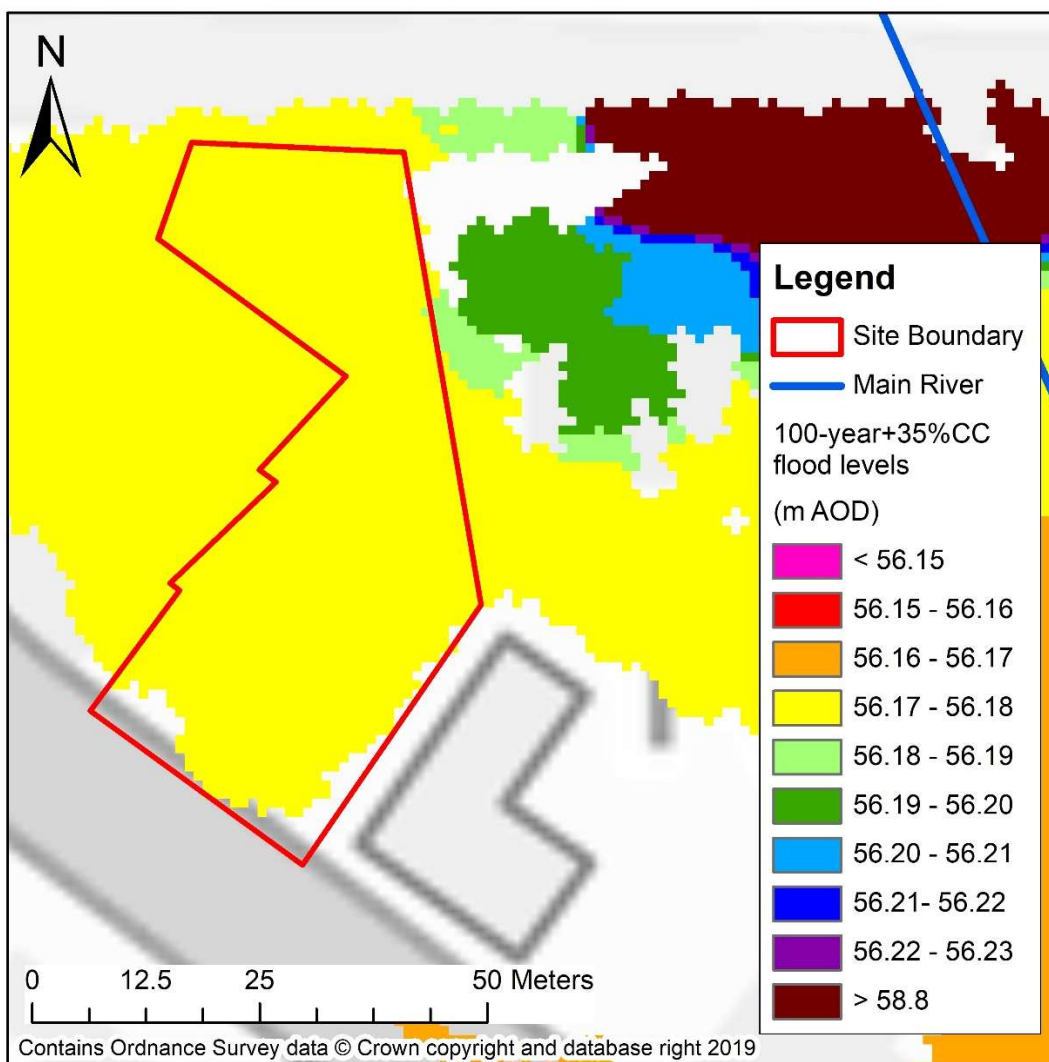 N
Legend
Site Boundary
Main River
100-year+35%CC
flood levels
(m AOD)
< 56.15
56.15 - 56.16
56.16 - 56.17
56.17 - 56.18
56.18 - 56.19
56.19 - 56.20
56.20 - 56.21
56.21- 56.22
56.22 - 56.23
> 58.8
0 12.5 25 50 Meters
Contains Ordnance Survey data © Crown copyright and database right 2019